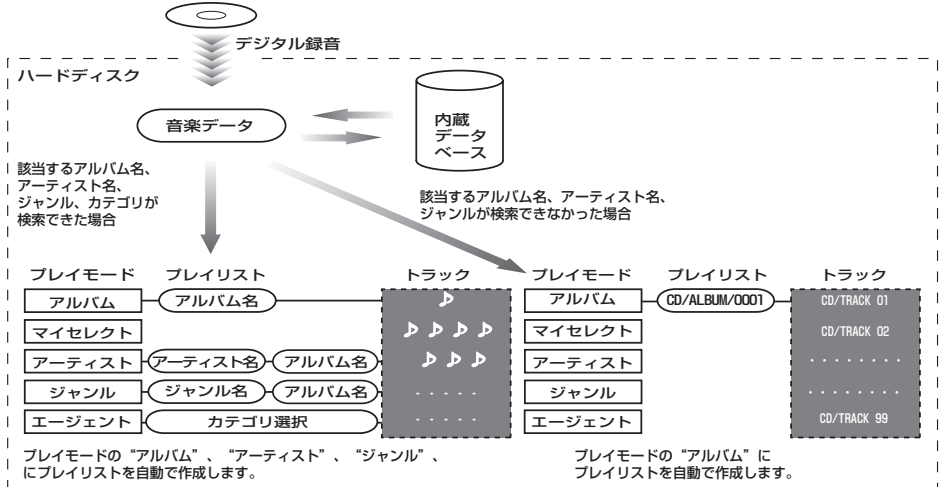 デジタル録音
ハードディスク
音楽データ
内蔵
データ
ベース
該当するアルバム名、
アーティスト名、
ジャンル、カテゴリが
検索できた場合
該当するアルバム名、アーティスト名、
ジャンルが検索できなかった場合
プレイモード プレイリスト トラック
アルバム アルバム名
マイセレクト
アーティスト アーティスト名 アルバム名
ジャンル ジャンル名 アルバム名
エージェント カテゴリ選択
プレイモードの“アルバム”、“アーティスト”、“ジャンル”、
にプレイリストを自動で作成します。
プレイモード プレイリスト トラック
アルバム CD/ALBUM/0001 CD/TRACK 01
マイセレクト CD/TRACK 02
アーティスト ・・・・・・・・
ジャンル ・・・・・・・・
エージェント CD/TRACK 99
プレイモードの“アルバム”に
プレイリストを自動で作成します。